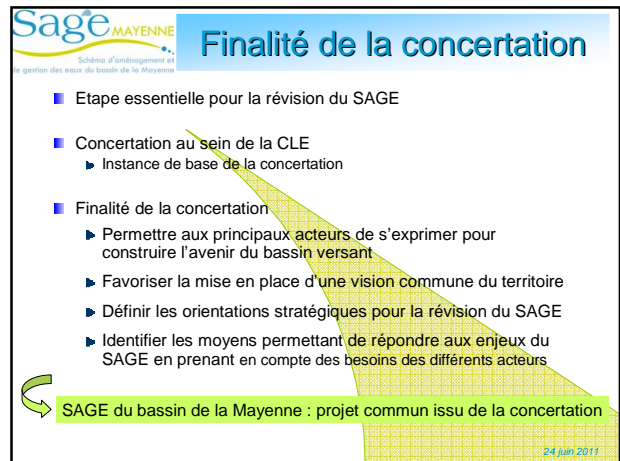 Sage MAYENNE
Schéma d'aménagement et
de gestion des eaux du bassin de la Mayenne
Finalité de la concertation
Etape essentielle pour la révision du SAGE
Concertation au sein de la CLE
Instance de base de la concertation
Finalité de la concertation
Permettre aux principaux acteurs de s'exprimer pour
construire l'avenir du bassin versant
Favoriser la mise en place d'une vision commune du territoire
Définir les orientations stratégiques pour la révision du SAGE
Identifier les moyens permettant de répondre aux enjeux du
SAGE en prenant en compte des besoins des différents acteurs
SAGE du bassin de la Mayenne : projet commun issu de la concertation
24 juin 2011